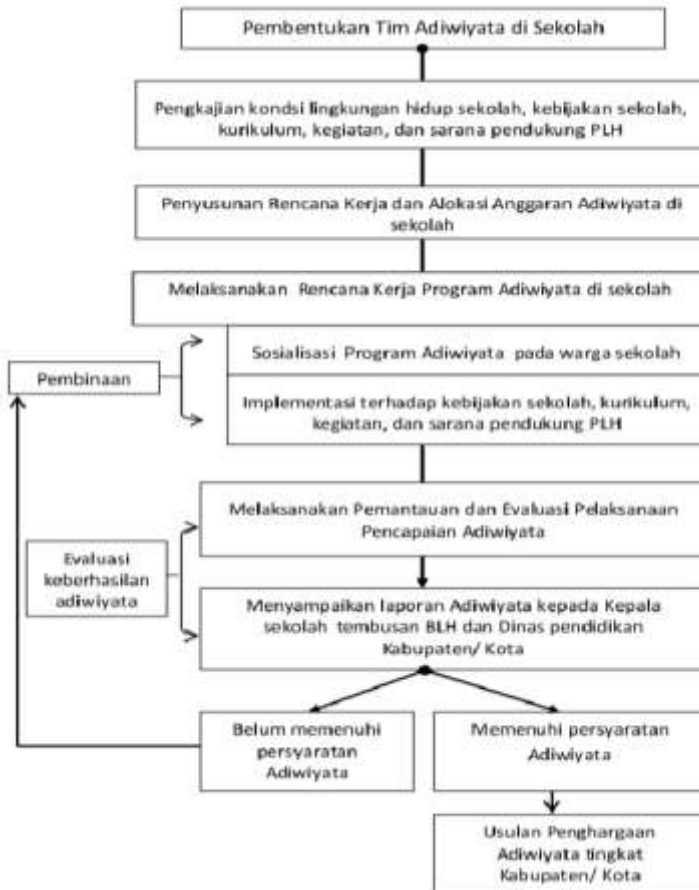 Pembentukan Tim Adiwiyata di Sekolah
Pengkajian kondsi lingkungan hidup sekolah, kebijakan sekolah,
kurikulum, kegiatan, dan sarana pendukung PLH
Penyusunan Rencana Kerja dan Alokasi Anggaran Adiwiyata di
sekolah
Melaksanakan Rencana Kerja Program Adiwiyata di sekolah
Sosialisasi Program Adiwiyata pada warga sekolah
Pembinaan
Implementasi terhadap kebijakan sekolah, kurikulum,
kegiatan, dan sarana pendukung PLH
Melaksanakan Pemantauan dan Evaluasi Pelaksanaan
Pencapaian Adiwiyata
Evaluasi
keberhasilan
adiwiyata
Menyampaikan laporan Adiwiyata kepada Kepala
sekolah tembusan BLH dan Dinas pendidikan
Kabupaten/ Kota
Belum memenuhi
persyaratan
Adiwiyata
Memenuhi persyaratan
Adiwiyata
Usulan Penghargaan
Adiwiyata tingkat
Kabupaten/ Kota